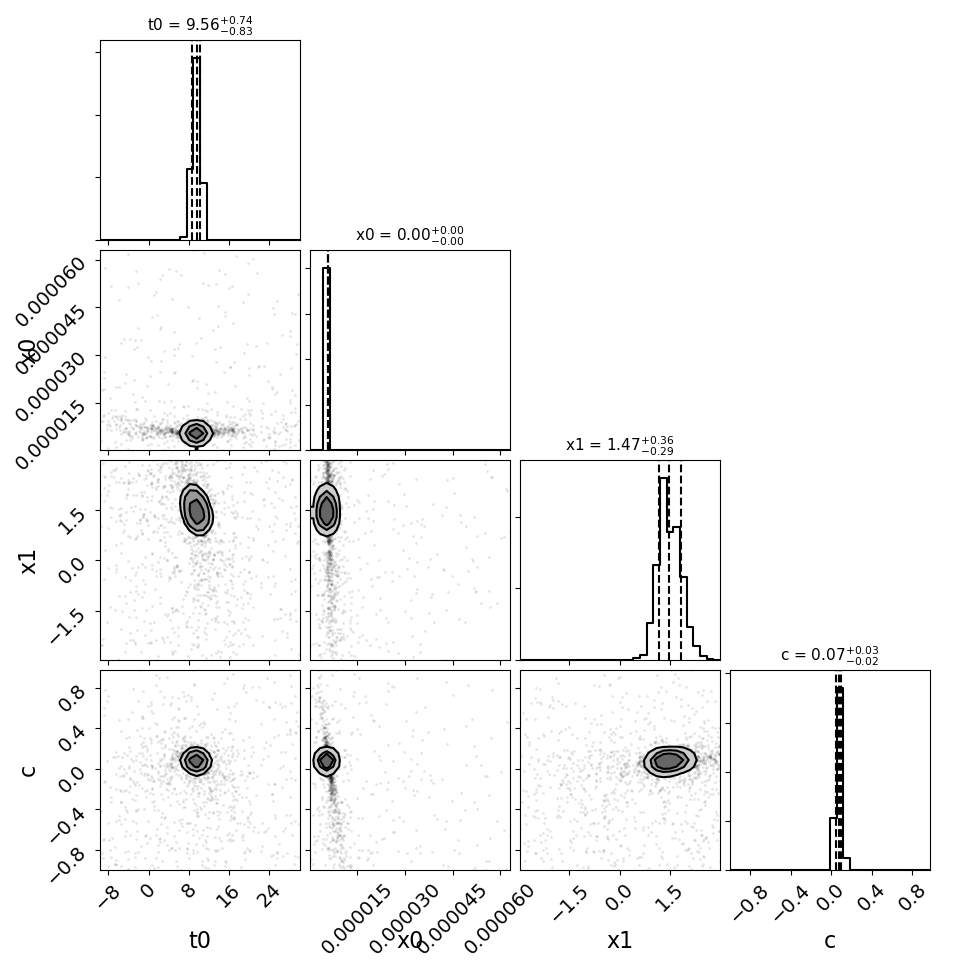 t0 = 9.56+0.74−0.83
x0 = 0.00+0.00−0.00
x0
0.000060
0.000045
0.000030
0.000015
x1 = 1.47+0.36−0.29
x1
1.5
0.0
−1.5
c = 0.07+0.03−0.02
c
0.8
0.4
0.0
−0.4
−0.8
−8 0 8 16 24
0.000015 0.000030 0.000045 0.000060
−1.5 0.0 1.5
−0.8 −0.4 0.0 0.4 0.8
t0 x0 x1 c